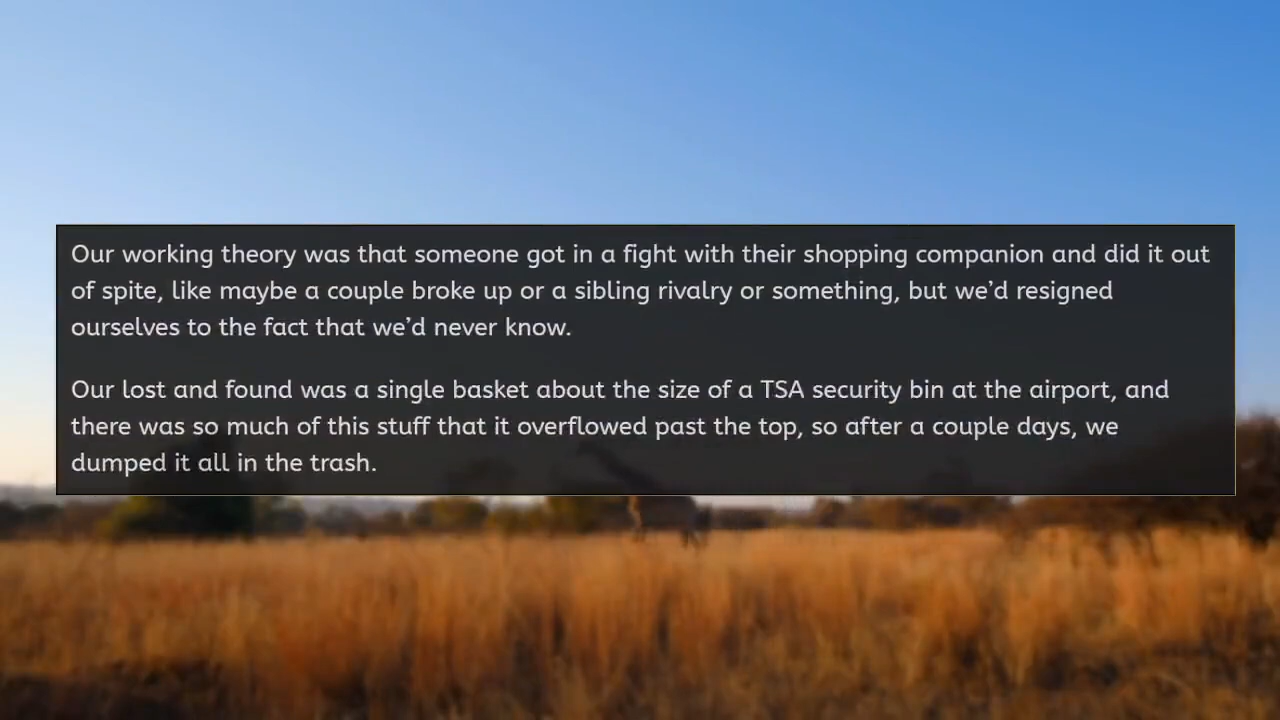 Our working theory was that someone got in a fight with their shopping companion and did it out
of spite, like maybe a couple broke up or a sibling rivalry or something, but we’d resigned
ourselves to the fact that we’d never know.
Our lost and found was a single basket about the size of a TSA security bin at the airport, and
there was so much of this stuff that it overflowed past the top, so after a couple days, we
dumped it all in the trash.